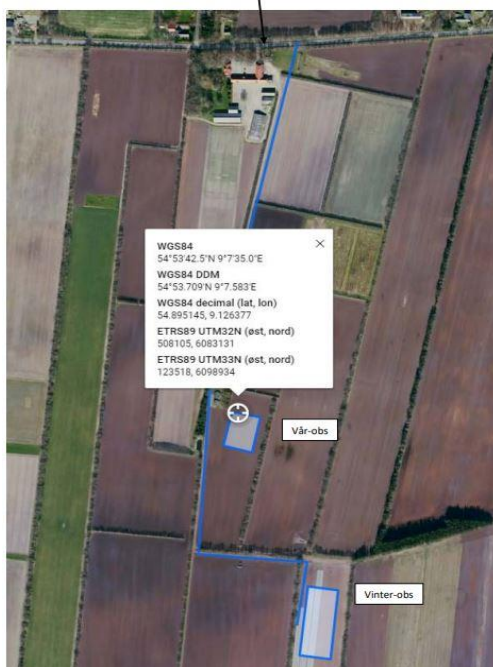 WGS84
54°53'42.5"N 9°7'35.0"E
WGS84 DDM
54°53.709'N 9°7.583'E
WGS84 decimal (lat, lon)
54.895145, 9.126377
ETRS89 UTM32N (øst, nord)
508105, 6083131
ETRS89 UTM33N (øst, nord)
123518, 6098934
Vår-obs
Vinter-obs